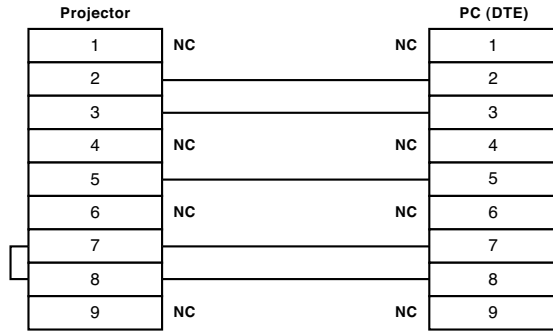 Projector PC (DTE)
1 NC NC 1
2 2
3 3
4 NC NC 4
5 5
6 NC NC 6
7 7
8 8
9 NC NC 9